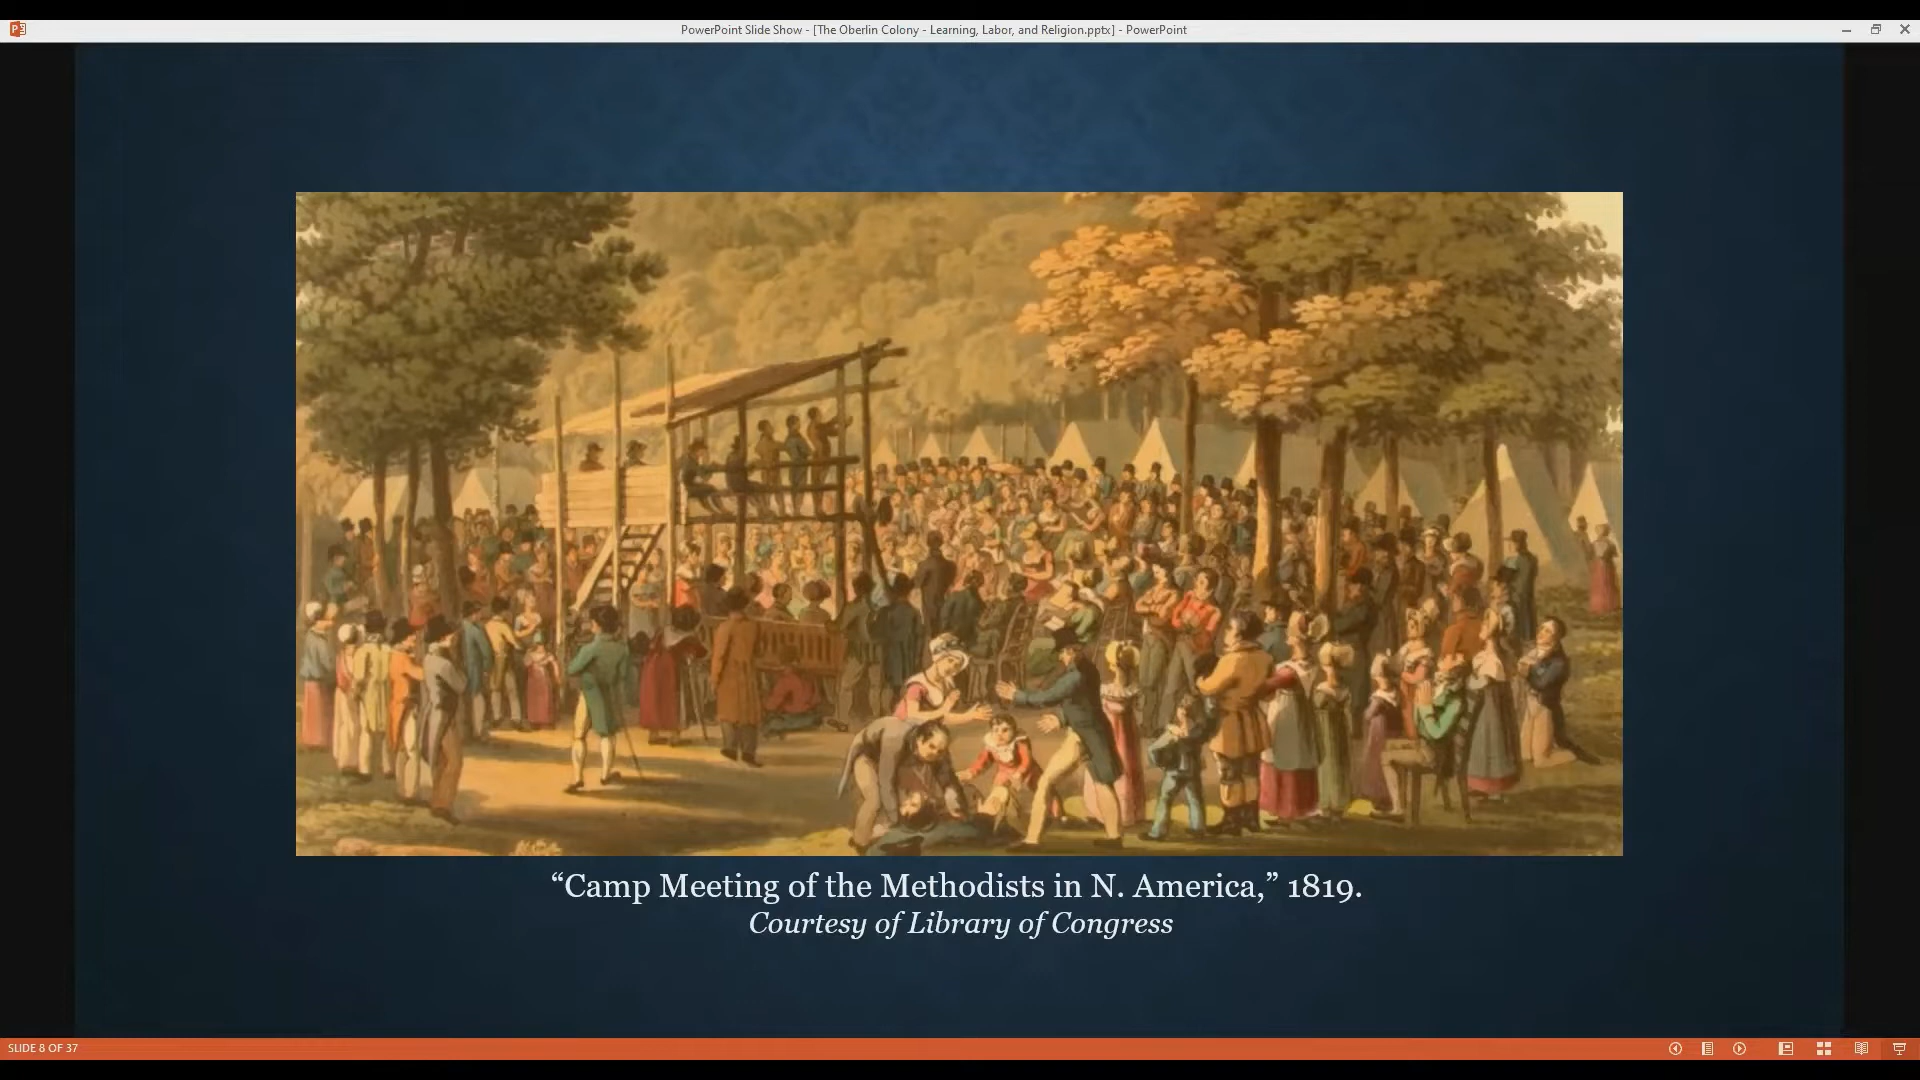 PowerPoint Slide Show - [The Oberlin Colony - Learning, Labor, and Religion.pptx] - PowerPoint
“Camp Meeting of the Methodists in N. America,” 1819.
Courtesy of Library of Congress
SLIDE 8 OF 37